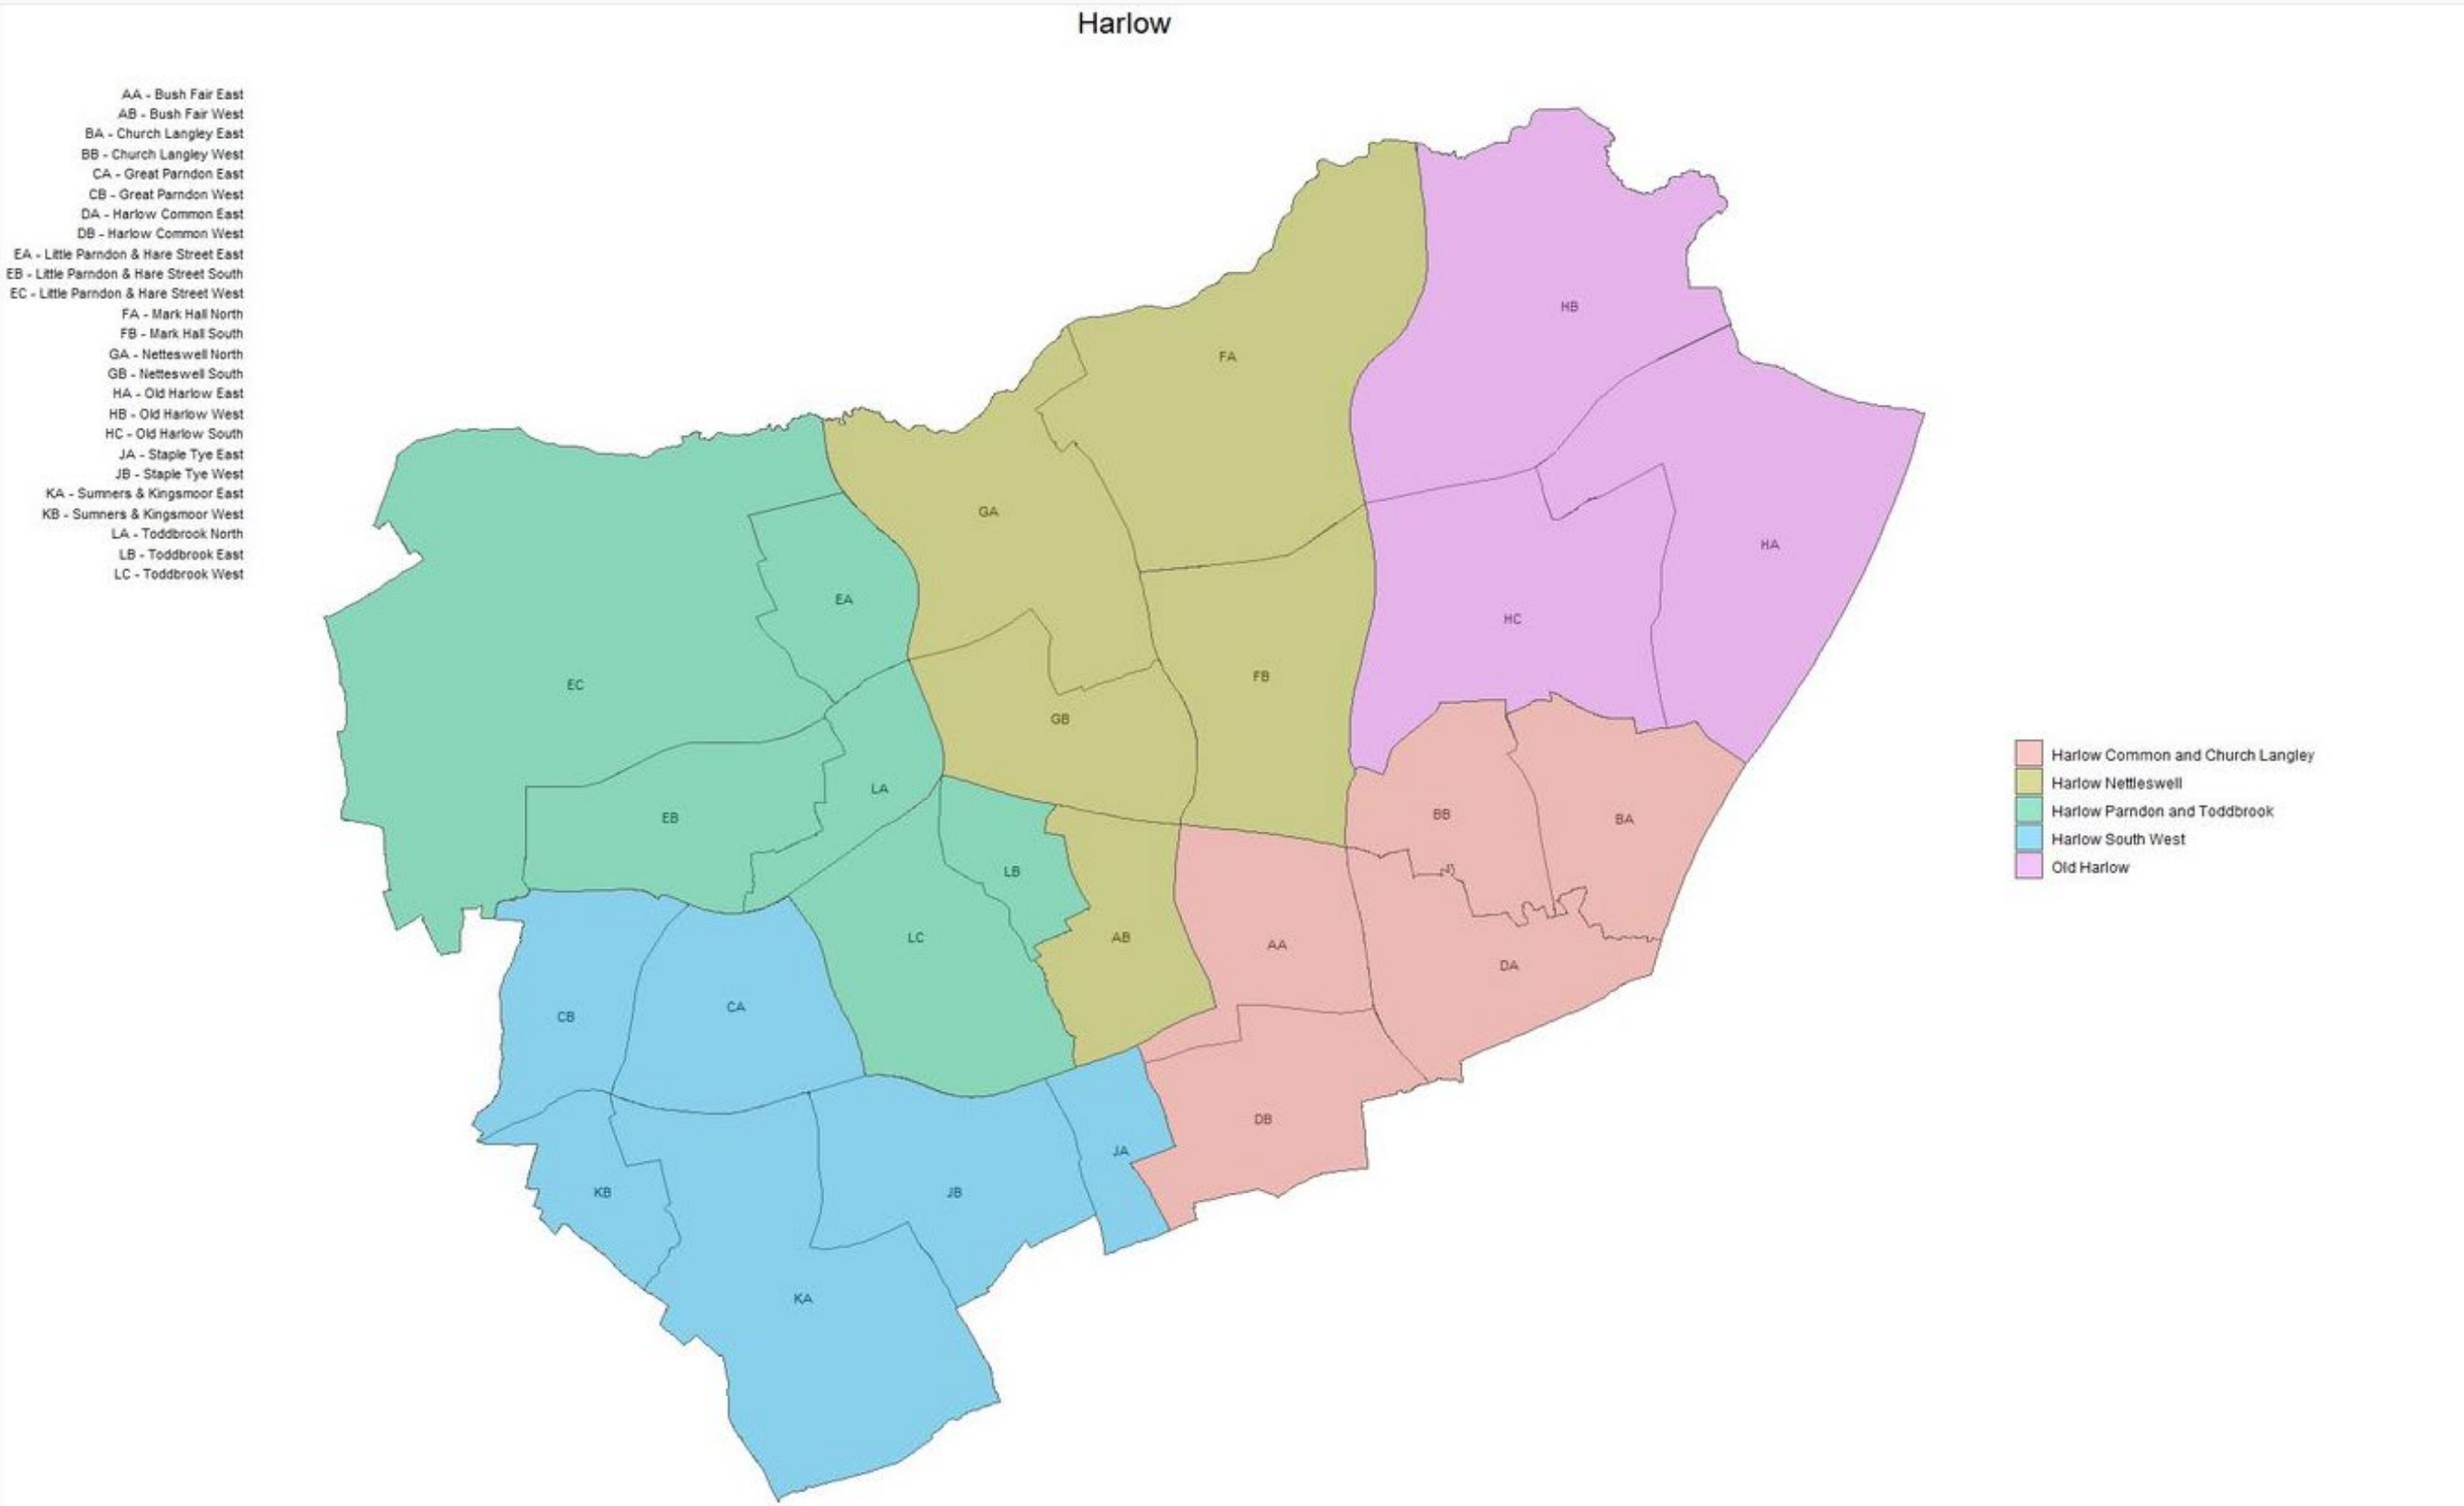 Harlow
AA - Bush Fair East
AB - Bush Fair West
BA - Church Langley East
BB - Church Langley West
CA - Great Parndon East
CB - Great Parndon West
DA - Harlow Common East
DB - Harlow Common West
EA - Little Parndon & Hare Street East
EB - Little Parndon & Hare Street South
EC - Little Parndon & Hare Street West
FA - Mark Hall North
FB - Mark Hall South
GA - Netteswell North
GB - Netteswell South
HA - Old Harlow East
HB - Old Harlow West
HC - Old Harlow South
JA - Staple Tye East
JB - Staple Tye West
KA - Sumners & Kingsmoor East
KB - Sumners & Kingsmoor West
LA - Toddbrook North
LB - Toddbrook East
LC - Toddbrook West
HB
FA
GA
HA
EA
HC
FB
EC
GB
LA
BB
EB
BA
LB
LC
AB
AA
DA
CA
CB
DB
JA
KB
JB
KA
Harlow Common and Church Langley
Harlow Nettleswell
Harlow Parndon and Toddbrook
Harlow South West
Old Harlow